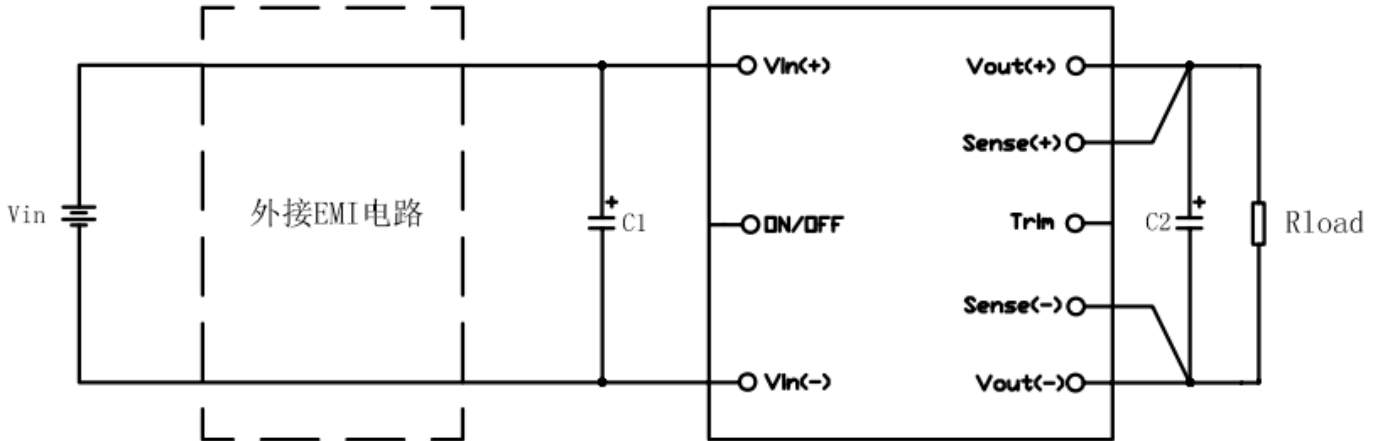 VIn(+)
Vout(+)
Sense(+)
Vin
外接EMI电路
C1
ON/OFF
TrIm
C2
Rload
Sense(-)
VIn(-)
Vout(-)